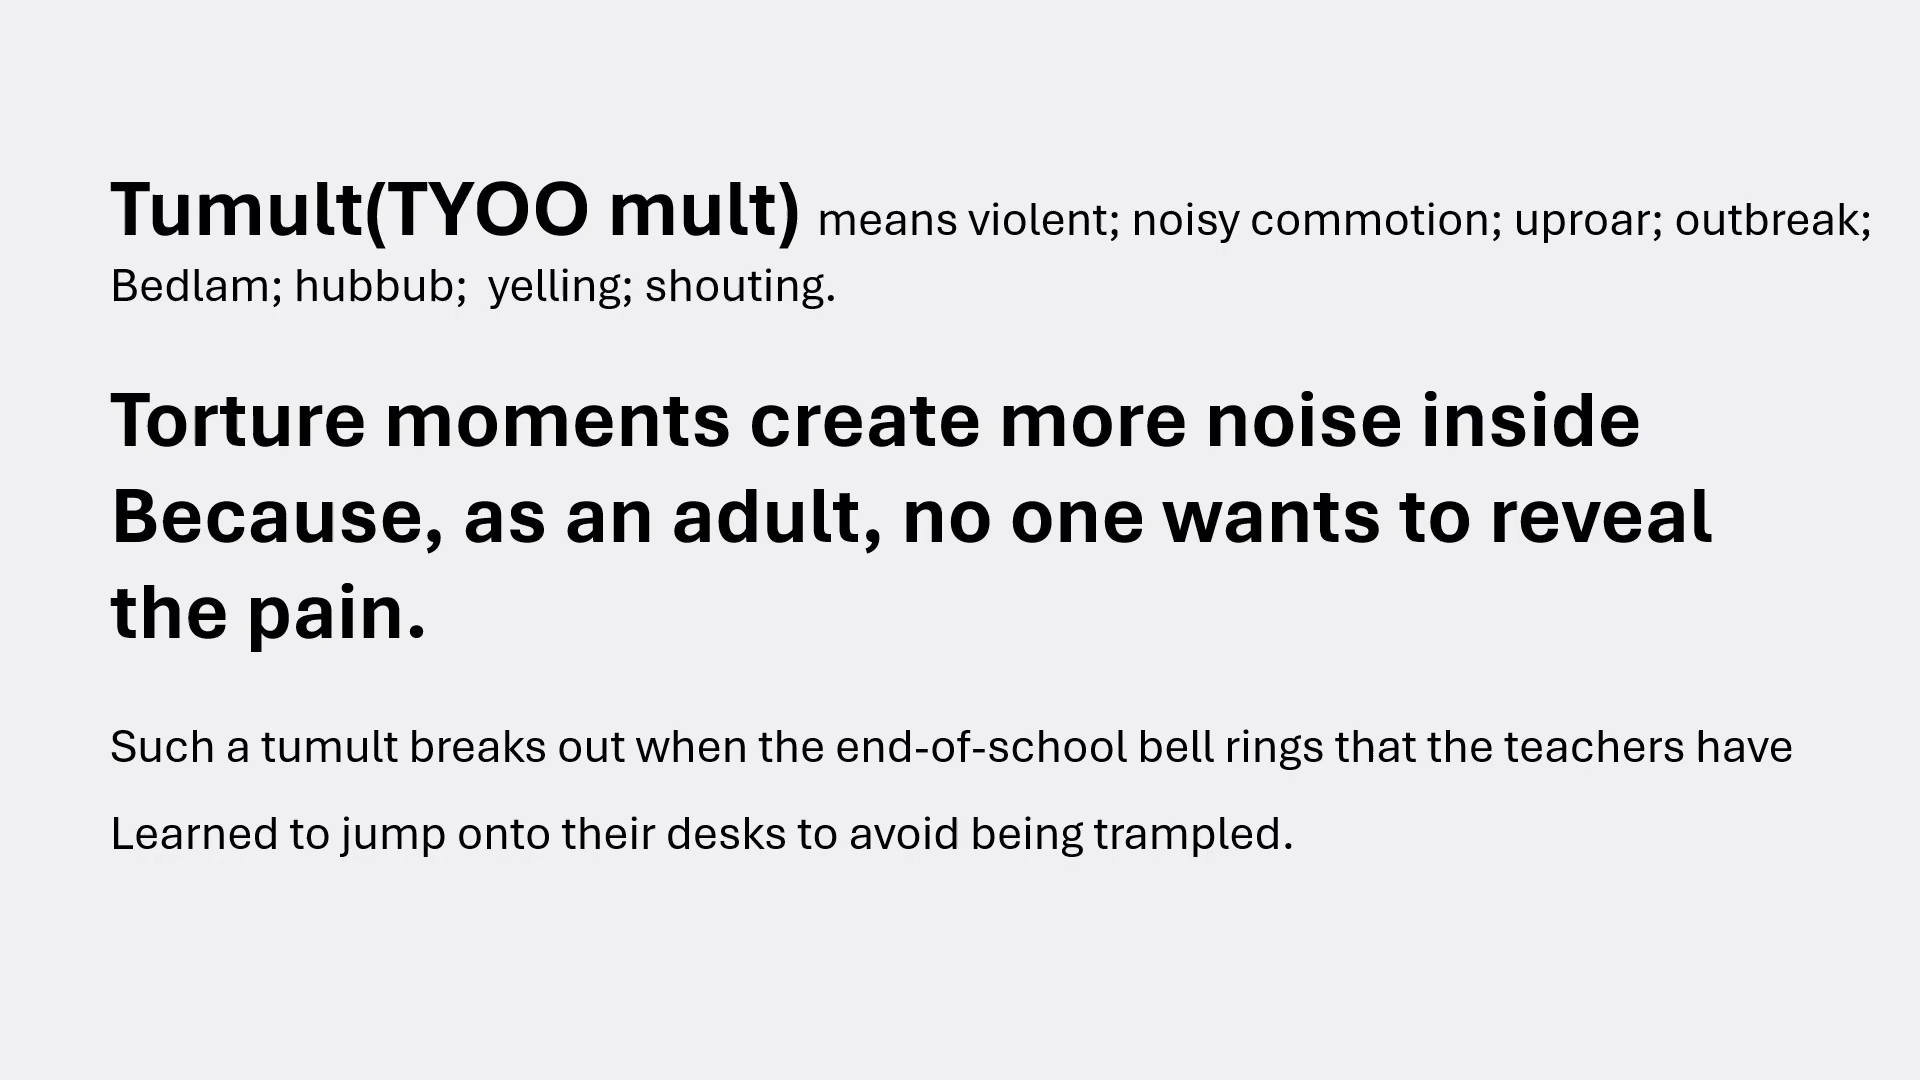 Tumult(TYOO mult) means violent; noisy commotion; uproar; outbreak;
Bedlam; hubbub;  yelling; shouting.
Torture moments create more noise inside
Because, as an adult, no one wants to reveal
the pain.
Such a tumult breaks out when the end-of-school bell rings that the teachers have
Learned to jump onto their desks to avoid being trampled.